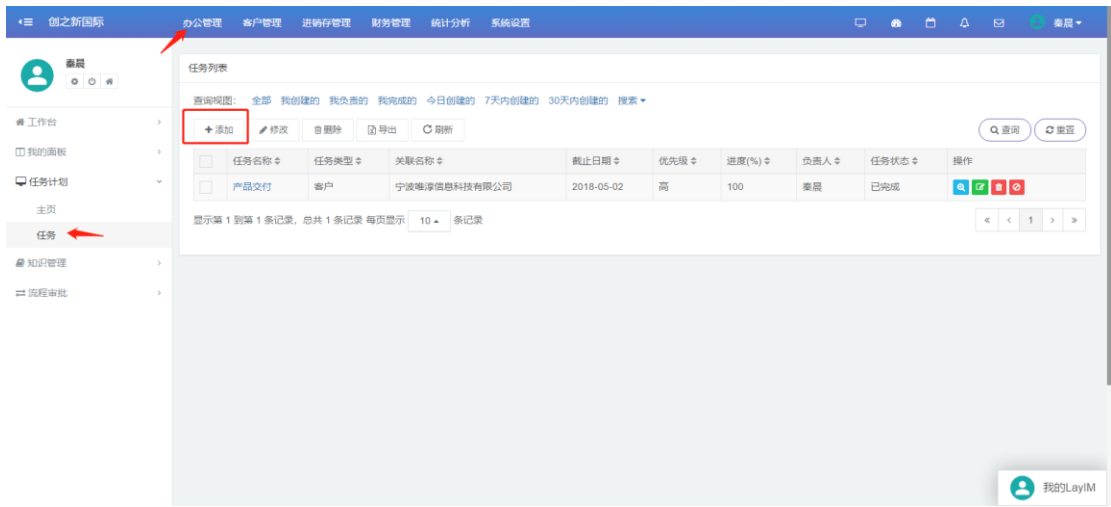 创之新国际 办公管理 客户管理 进销存管理 财务管理 统计分析 系统设置 秦晨
秦晨
任务列表
查询视图： 全部 我创建的 我负责的 我完成的 今日创建的 7天内创建的 30天内创建的 搜索
工作台
添加 修改 删除 导出 刷新 查询 重置
我的面板
任务名称 任务类型 关联名称 截止日期 优先级 进度(%) 负责人 任务状态 操作
任务计划
产品交付 客户 宁波唯淳信息科技有限公司 2018-05-02 高 100 秦晨 已完成
主页
显示第 1 到第 1 条记录，总共 1 条记录 每页显示 10 条记录 « < 1 > »
任务
知识管理
流程审批
我的LayIM